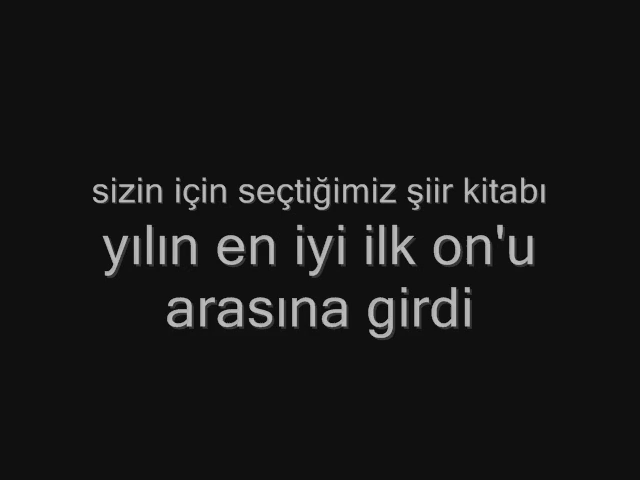 sizin için seçtiğimiz şiir kitabı
yılın en iyi ilk on'u
arasına girdi